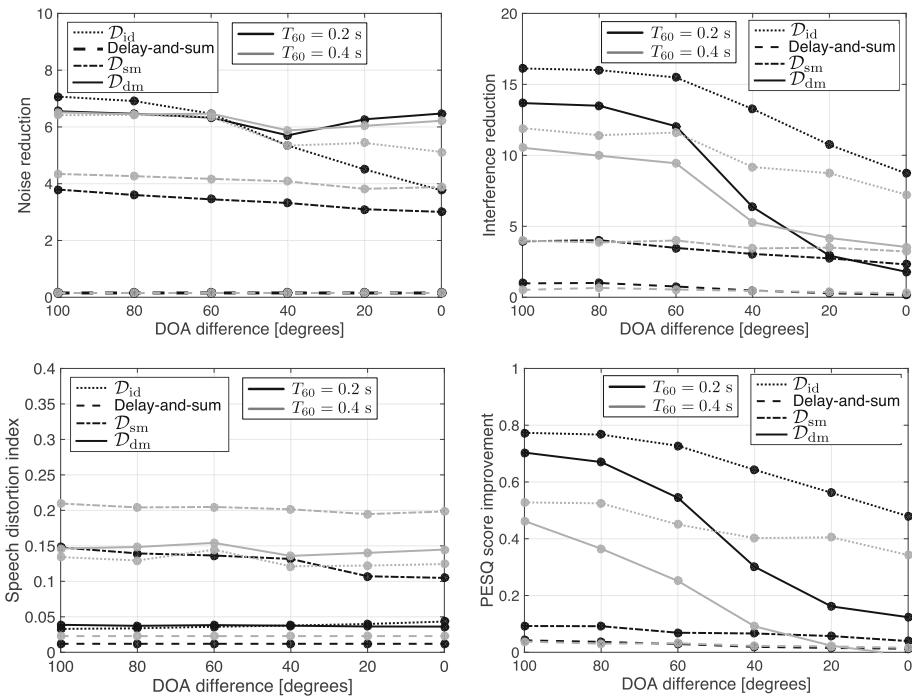 10
8
6
4
2
0
Noise reduction
𝒟id
Delay-and-sum
𝒟sm
𝒟dm
T60 = 0.2 s
T60 = 0.4 s
100 80 60 40 20 0
DOA difference [degrees]
20
15
10
5
0
Interference reduction
T60 = 0.2 s
T60 = 0.4 s
𝒟id
Delay-and-sum
𝒟sm
𝒟dm
100 80 60 40 20 0
DOA difference [degrees]
0.4
0.35
0.3
0.25
0.2
0.15
0.1
0.05
0
Speech distortion index
𝒟id
Delay-and-sum
𝒟sm
𝒟dm
T60 = 0.2 s
T60 = 0.4 s
100 80 60 40 20 0
DOA difference [degrees]
1
0.8
0.6
0.4
0.2
0
PESQ score improvement
T60 = 0.2 s
T60 = 0.4 s
𝒟id
Delay-and-sum
𝒟sm
𝒟dm
100 80 60 40 20 0
DOA difference [degrees]